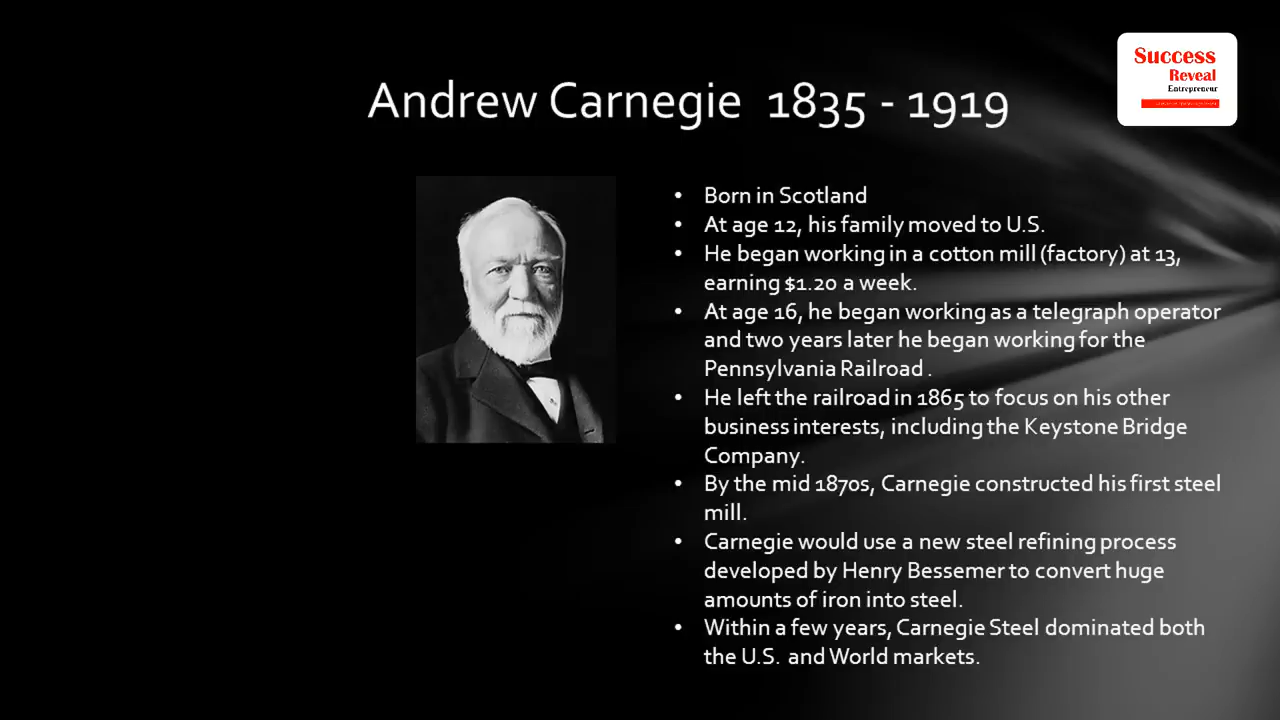 Success
Reveal
Entrepreneur
Andrew Carnegie 1835 - 1919
• Born in Scotland
• At age 12, his family moved to U.S.
• He began working in a cotton mill (factory) at 13,
earning $1.20 a week.
• At age 16, he began working as a telegraph operator
and two years later he began working for the
Pennsylvania Railroad .
• He left the railroad in 1865 to focus on his other
business interests, including the Keystone Bridge
Company.
• By the mid 1870s, Carnegie constructed his first steel
mill.
• Carnegie would use a new steel refining process
developed by Henry Bessemer to convert huge
amounts of iron into steel.
• Within a few years, Carnegie Steel dominated both
the U.S. and World markets.